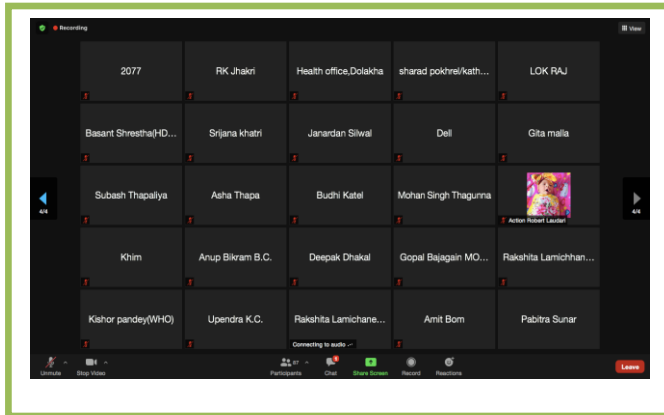 Recording
View
2077
RK Jhakri
Health office,Dolakha
sharad pokhrel/kath...
LOK RAJ
Basant Shrestha(HD...
Srijana khatri
Janardan Silwal
Dell
Gita malla
Subash Thapaliya
Asha Thapa
Budhi Katel
Mohan Singh Thagunna
Action Robert Laudari
4/4
4/4
Khim
Anup Bikram B.C.
Deepak Dhakal
Gopal Bajagain MO...
Rakshita Lamichhan...
Kishor pandey(WHO)
Upendra K.C.
Rakshita Lamichane...
Connecting to audio
Amit Bom
Pabitra Sunar
Unmute
Stop Video
Participants
87
Chat
Share Screen
Record
Reactions
Leave